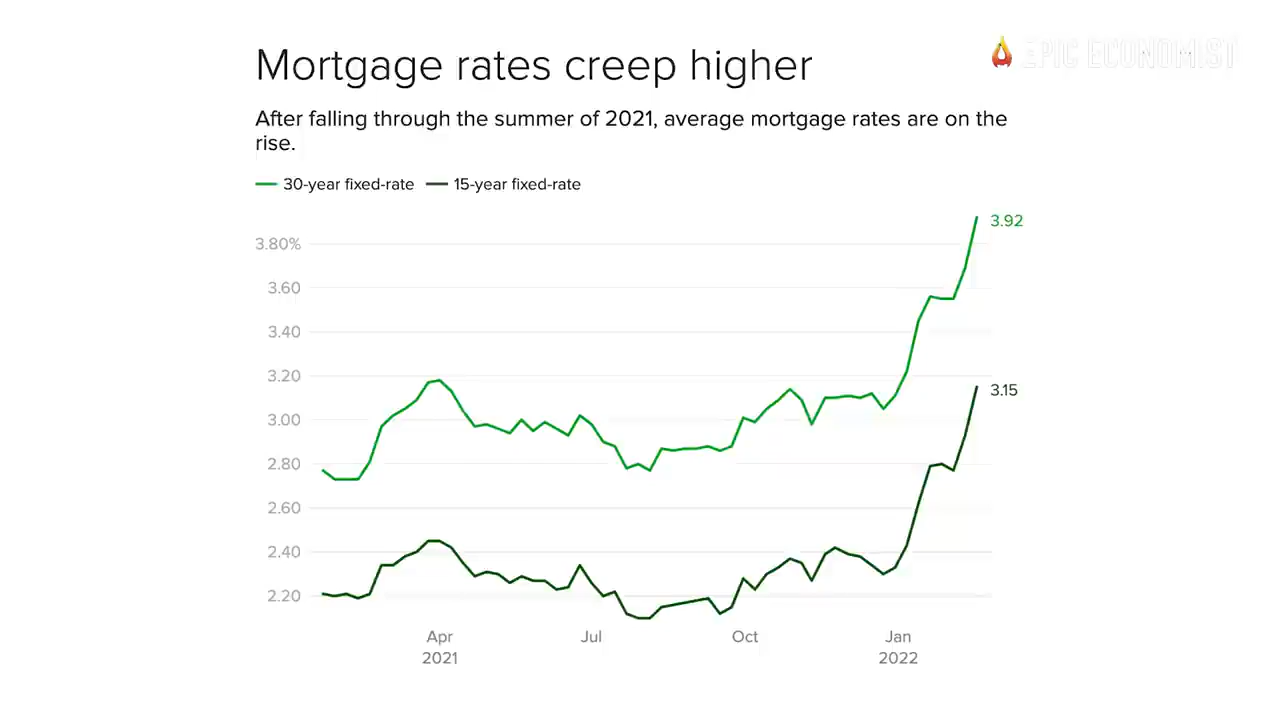 Mortgage rates creep higher
EPIC ECONOMIST
After falling through the summer of 2021, average mortgage rates are on the
rise.
30-year fixed-rate 15-year fixed-rate
3.92
3.80%
3.60
3.40
3.20
3.15
3.00
2.80
2.60
2.40
2.20
Apr Jul Oct Jan
2021 2022